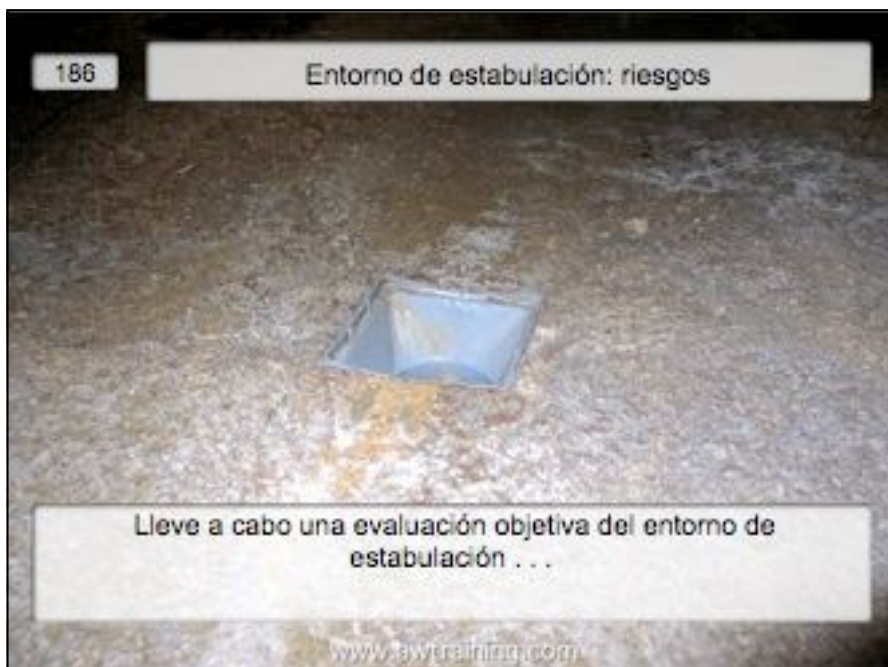 186
Entorno de estabulación: riesgos
Lleve a cabo una evaluación objetiva del entorno de
estabulación . . .
www.awtraining.com